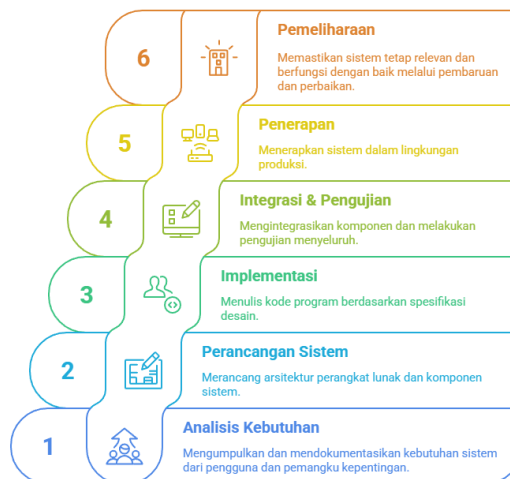 6
Pemeliharaan
Memastikan sistem tetap relevan dan
berfungsi dengan baik melalui pembaruan
dan perbaikan.
5
Penerapan
Menerapkan sistem dalam lingkungan
produksi.
4
Integrasi & Pengujian
Mengintegrasikan komponen dan melakukan
pengujian menyeluruh.
3
Implementasi
Menulis kode program berdasarkan spesifikasi
desain.
2
Perancangan Sistem
Merancang arsitektur perangkat lunak dan komponen
sistem.
1
Analisis Kebutuhan
Mengumpulkan dan mendokumentasikan kebutuhan sistem
dari pengguna dan pemangku kepentingan.